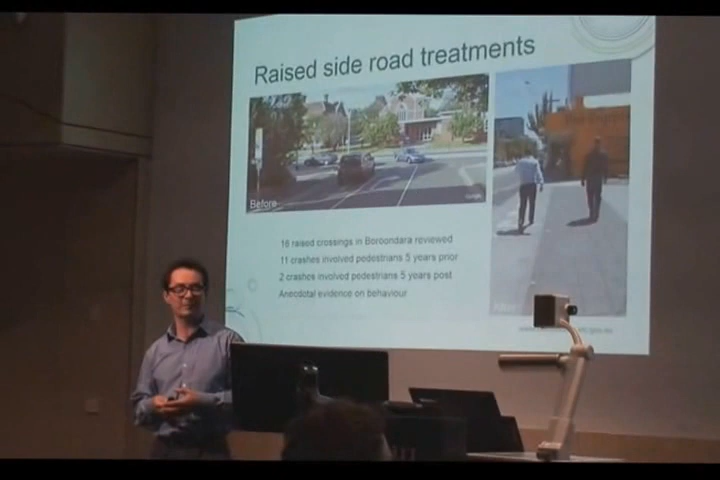 Raised side road treatments
Before
16 raised crossings in Boroondara reviewed
11 crashes involved pedestrians 5 years prior
2 crashes involved pedestrians 5 years post
Anecdotal evidence on behaviour